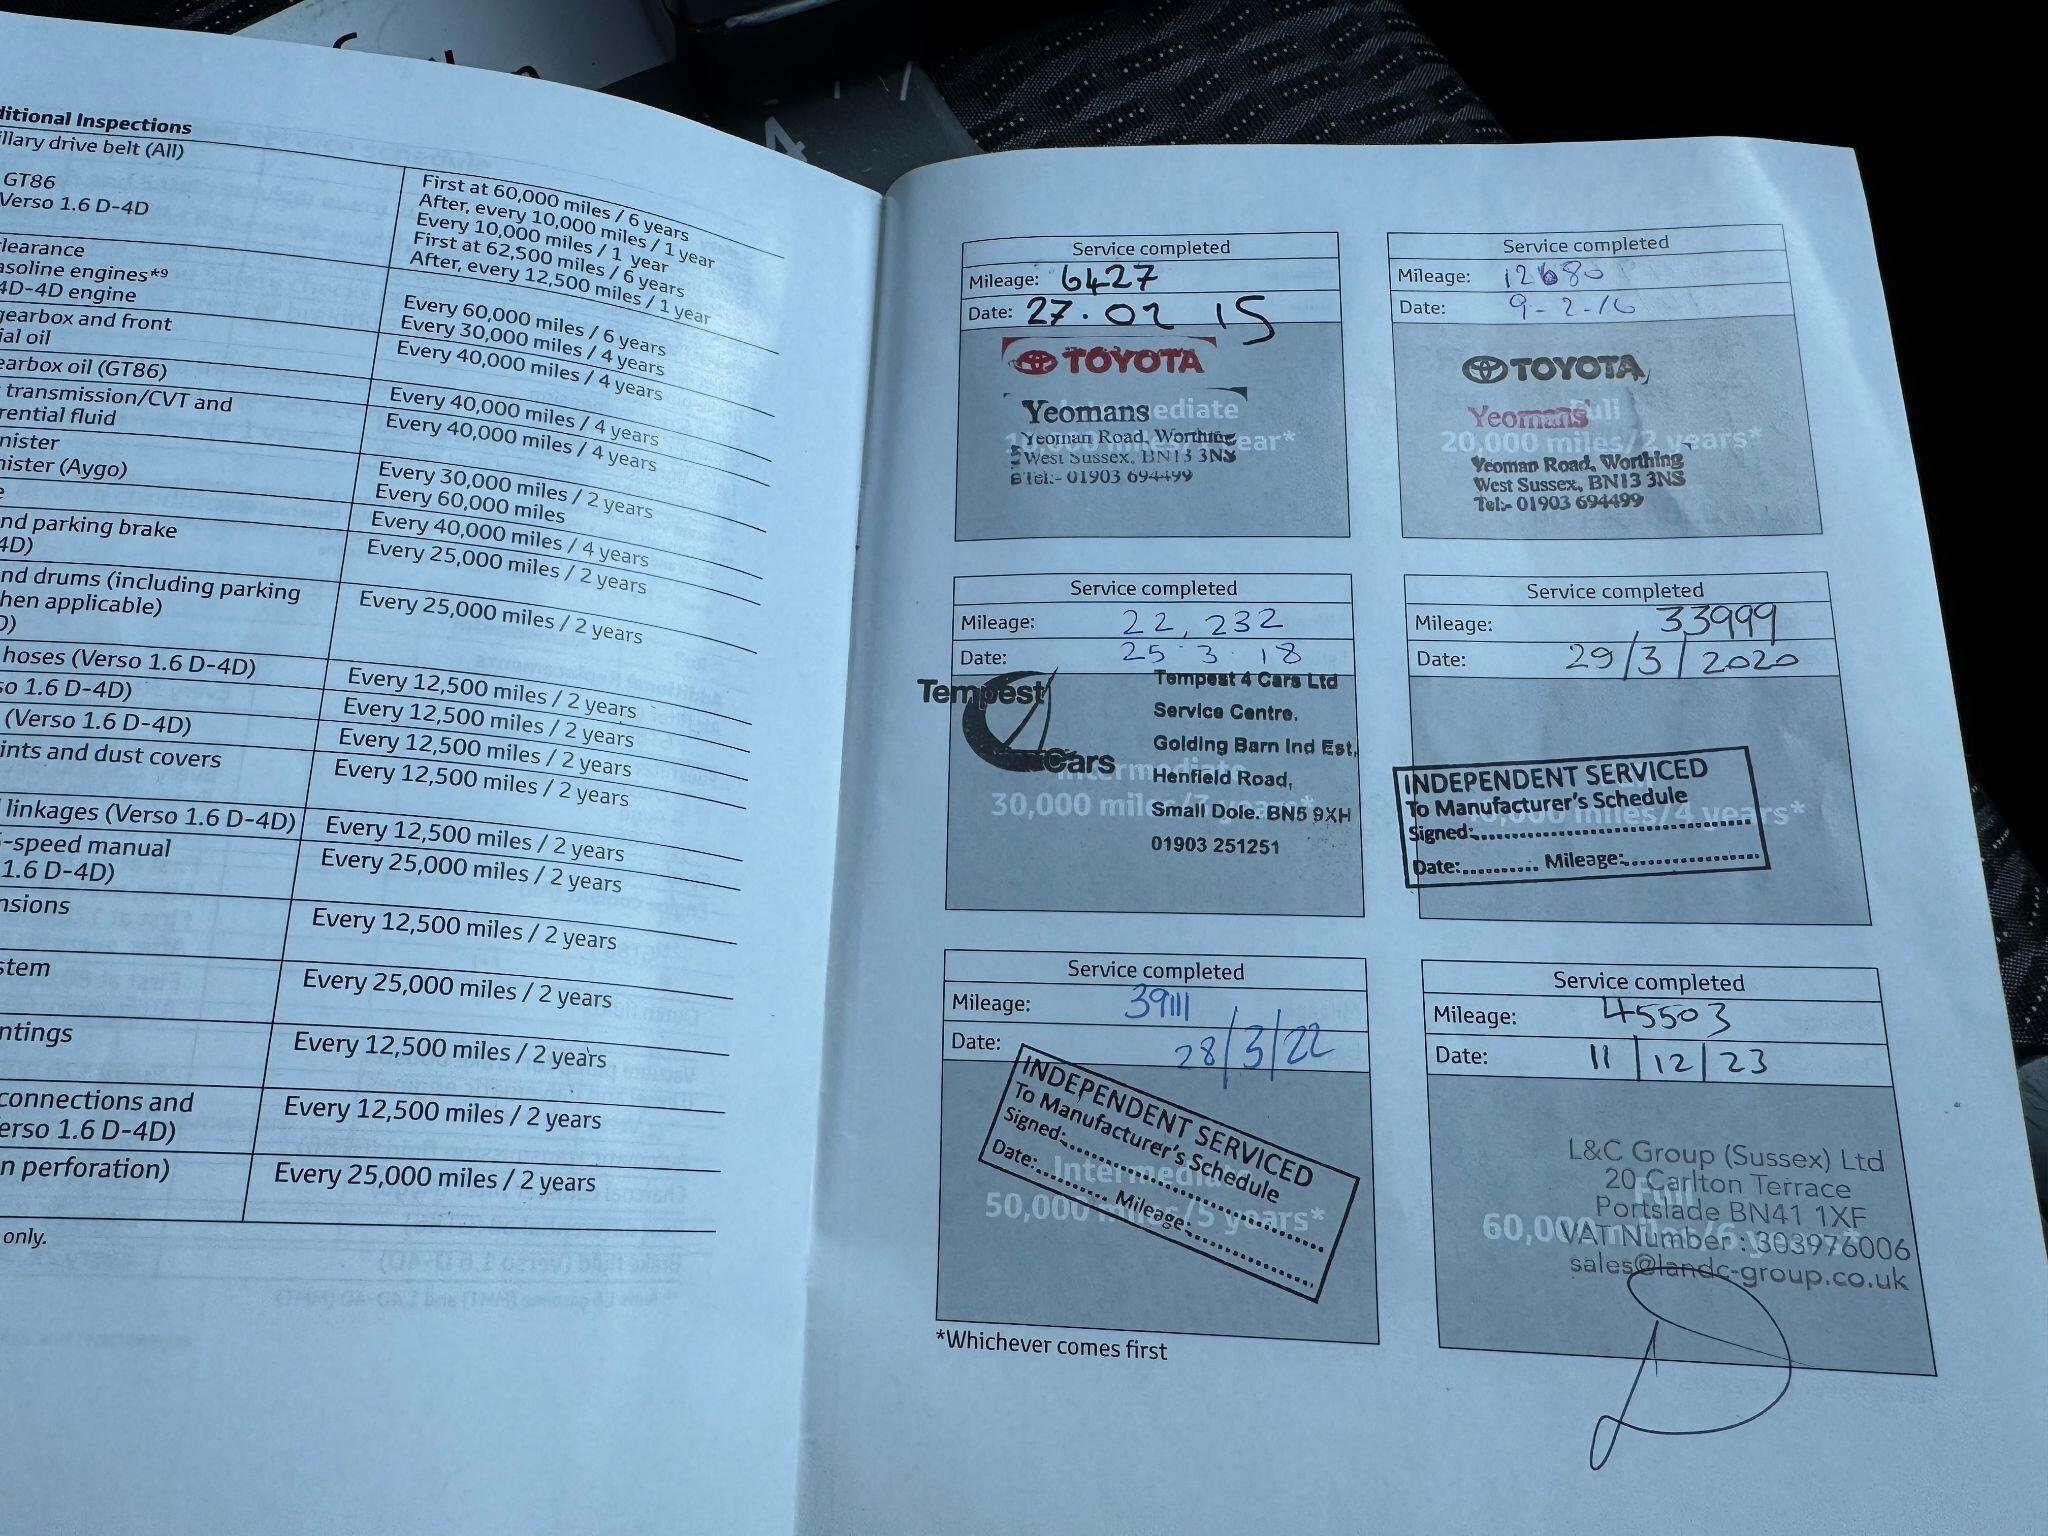 ditional Inspections
illary drive belt (All)
GT86
Verso 1.6 D-4D
First at 60,000 miles / 6 years
After, every 10,000 miles / 1 year
Every 10,000 miles / 1 year
First at 62,500 miles / 6 years
After, every 12,500 miles / 1 year
learance
asoline engines*⁹
4D-4D engine
Every 60,000 miles / 6 years
Every 30,000 miles / 4 years
gearbox and front
ial oil
Every 40,000 miles / 4 years
earbox oil (GT86)
Every 40,000 miles / 4 years
transmission/CVT and
rential fluid
Every 40,000 miles / 4 years
nister
Every 30,000 miles / 2 years
nister (Aygo)
Every 60,000 miles
e
Every 40,000 miles / 4 years
nd parking brake
4D)
Every 25,000 miles / 2 years
nd drums (including parking
hen applicable)
D)
Every 25,000 miles / 2 years
hoses (Verso 1.6 D-4D)
Every 12,500 miles / 2 years
so 1.6 D-4D)
Every 12,500 miles / 2 years
(Verso 1.6 D-4D)
Every 12,500 miles / 2 years
ints and dust covers
Every 12,500 miles / 2 years
linkages (Verso 1.6 D-4D)
Every 12,500 miles / 2 years
-speed manual
1.6 D-4D)
Every 25,000 miles / 2 years
nsions
Every 12,500 miles / 2 years
stem
Every 25,000 miles / 2 years
ntings
Every 12,500 miles / 2 years
connections and
erso 1.6 D-4D)
Every 12,500 miles / 2 years
n perforation)
Every 25,000 miles / 2 years
only.
Service completed
Mileage: 6427
Date: 27.02 15
TOYOTA
Yeomans
Yeoman Road, Worthing
West Sussex, BN13 3NS
Tel:- 01903 694499
Service completed
Mileage: 12680
Date: 9-2-16
TOYOTA
Yeomans
Full
20,000 miles/2 years*
Yeoman Road, Worthing
West Sussex, BN13 3NS
Tel:- 01903 694499
Service completed
Mileage: 22,232
Date: 25.3.18
Tempest
Cars
Tempest 4 Cars Ltd
Service Centre.
Golding Barn Ind Est,
Henfield Road,
Small Dole. BN5 9XH
01903 251251
Intermediate
30,000 miles/3 years*
Service completed
Mileage: 33999
Date: 29/3/2020
INDEPENDENT SERVICED
To Manufacturer's Schedule
Signed:
Date: Mileage:
miles/4 years*
Service completed
Mileage: 39111
Date: 28/3/22
INDEPENDENT SERVICED
To Manufacturer's Schedule
Signed:
Date: Mileage:
Intermediate
50,000 miles/5 years*
Service completed
Mileage: 45503
Date: 11/12/23
L&C Group (Sussex) Ltd
20 Carlton Terrace
Portslade BN41 1XF
VAT Number : 303976006
sales@landc-group.co.uk
Full
60,000 miles/6 years*
*Whichever comes first